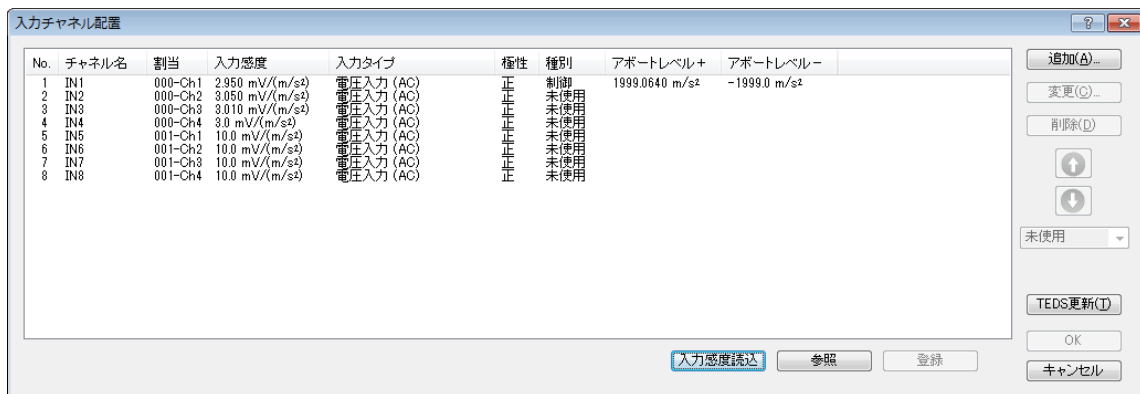 入力チャネル配置
No. チャネル名 割当 入力感度 入力タイプ 極性 種別 アボートレベル+ アボートレベル-
1 IN1 000-Ch1 2.950 mV/(m/s²) 電圧入力 (AC) 正 制御 1999.0640 m/s² -1999.0 m/s²
2 IN2 000-Ch2 3.050 mV/(m/s²) 電圧入力 (AC) 正 未使用
3 IN3 000-Ch3 3.010 mV/(m/s²) 電圧入力 (AC) 正 未使用
4 IN4 000-Ch4 3.0 mV/(m/s²) 電圧入力 (AC) 正 未使用
5 IN5 001-Ch1 10.0 mV/(m/s²) 電圧入力 (AC) 正 未使用
6 IN6 001-Ch2 10.0 mV/(m/s²) 電圧入力 (AC) 正 未使用
7 IN7 001-Ch3 10.0 mV/(m/s²) 電圧入力 (AC) 正 未使用
8 IN8 001-Ch4 10.0 mV/(m/s²) 電圧入力 (AC) 正 未使用
追加(A)...
変更(C)...
削除(D)
未使用
TEDS更新(T)
OK
キャンセル
入力感度読込 参照 登録